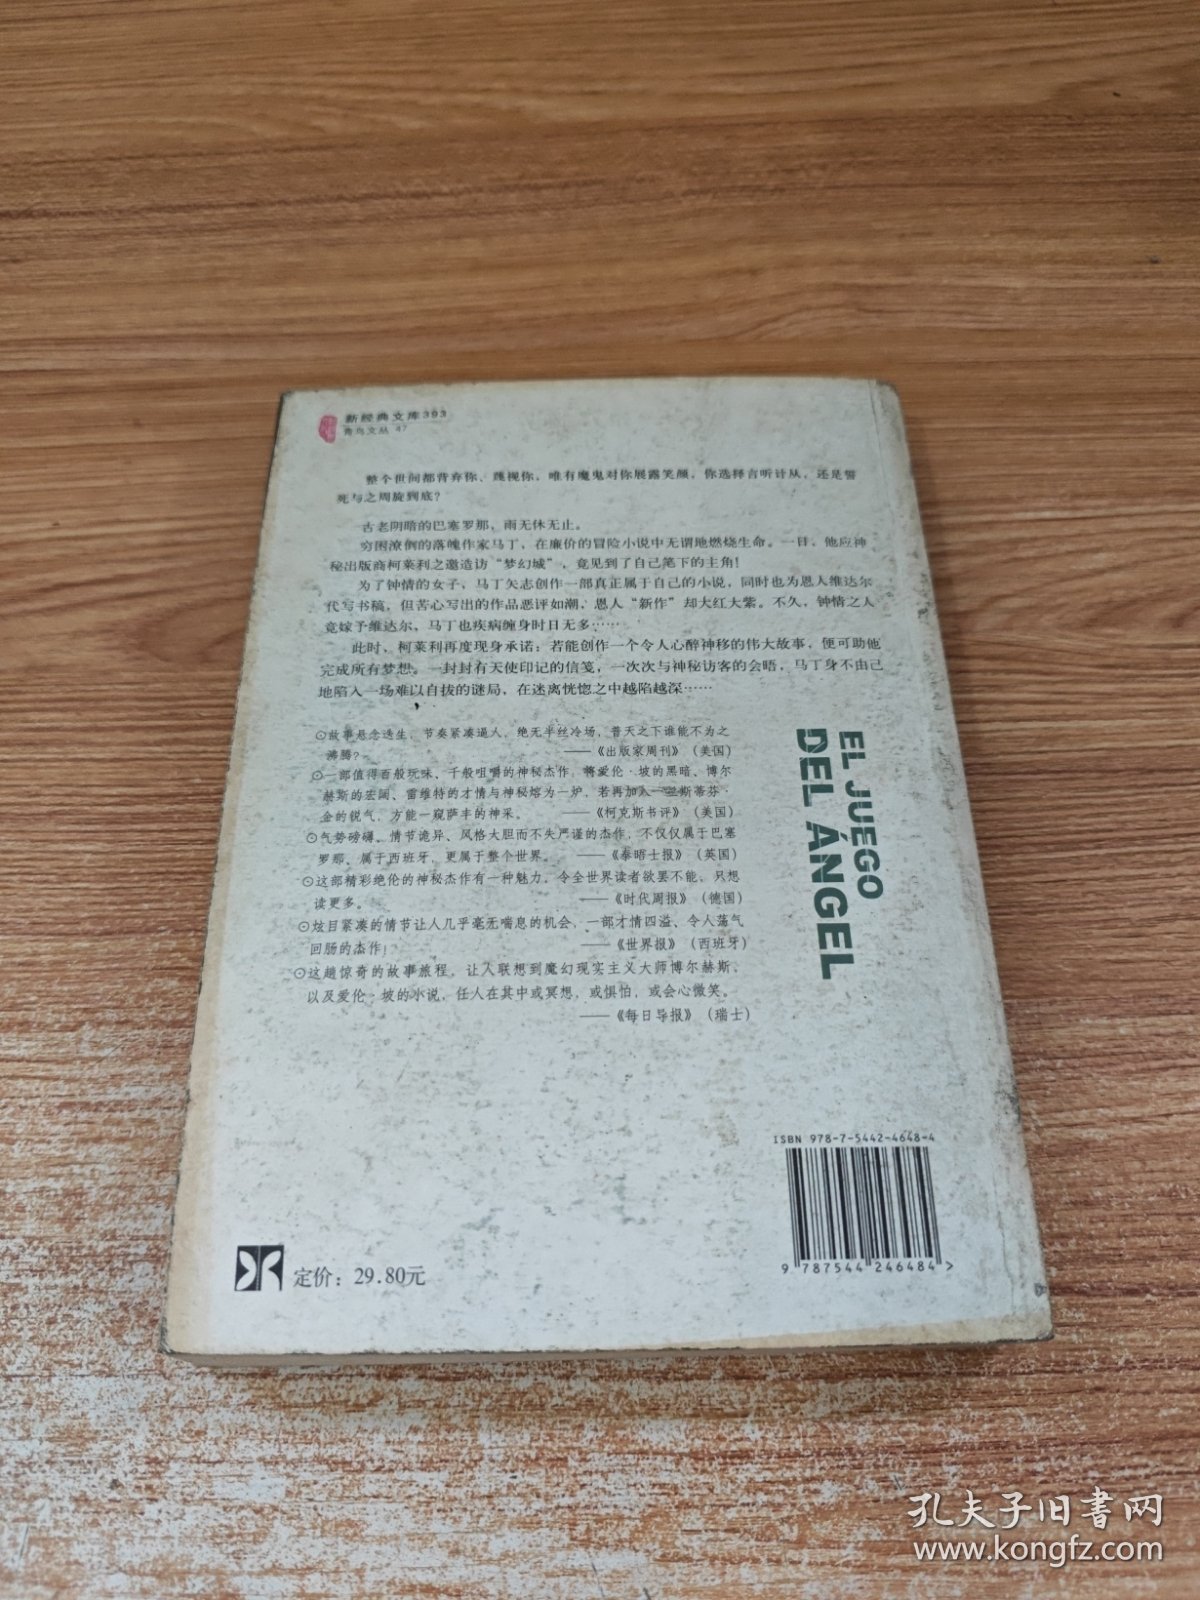 新经典文库393
青鸟文丛 47
整个世间都背弃你、蔑视你，唯有魔鬼对你展露笑颜，你选择言听计从，还是誓
死与之周旋到底？
古老阴暗的巴塞罗那，雨无休无止。
穷困潦倒的落魄作家马丁，在廉价的冒险小说中无谓地燃烧生命。一日，他应神
秘出版商柯莱利之邀造访“梦幻城”，竟见到了自己笔下的主角！
为了钟情的女子，马丁矢志创作一部真正属于自己的小说，同时也为恩人维达尔
代写书稿，但苦心写出的作品恶评如潮，恩人“新作”却大红大紫。不久，钟情之人
竟嫁予维达尔，马丁也疾病缠身时日无多……
此时，柯莱利再度现身承诺：若能创作一个令人心醉神移的伟大故事，便可助他
完成所有梦想。一封封有天使印记的信笺，一次次与神秘访客的会晤，马丁身不由己
地陷入一场难以自拔的谜局，在迷离恍惚之中越陷越深……
⊙故事悬念迭生，节奏紧凑逼人，绝无半丝冷场，普天之下谁能不为之
沸腾？
——《出版家周刊》（美国）
⊙一部值得百般玩味、千般咀嚼的神秘杰作，将爱伦·坡的黑暗、博尔
赫斯的宏阔、雷维特的才情与神秘熔为一炉，若再加入一丝斯蒂芬·
金的锐气，方能一窥萨丰的神采。 ——《柯克斯书评》（美国）
⊙气势磅礴、情节诡异、风格大胆而不失严谨的杰作，不仅仅属于巴塞
罗那、属于西班牙，更属于整个世界。 ——《泰晤士报》（英国）
⊙这部精彩绝伦的神秘杰作有一种魅力，令全世界读者欲罢不能，只想
读更多。 ——《时代周报》（德国）
⊙炫目紧凑的情节让人几乎毫无喘息的机会，一部才情四溢、令人荡气
回肠的杰作！ ——《世界报》（西班牙）
⊙这趟惊奇的故事旅程，让人联想到魔幻现实主义大师博尔赫斯，
以及爱伦·坡的小说，任人在其中或冥想，或惧怕，或会心微笑。
——《每日导报》（瑞士）
EL JUEGO
DEL ÁNGEL
ISBN 978-7-5442-4648-4
9 787544 246484 >
定价：29.80元
孔夫子旧书网
www.kongfz.com